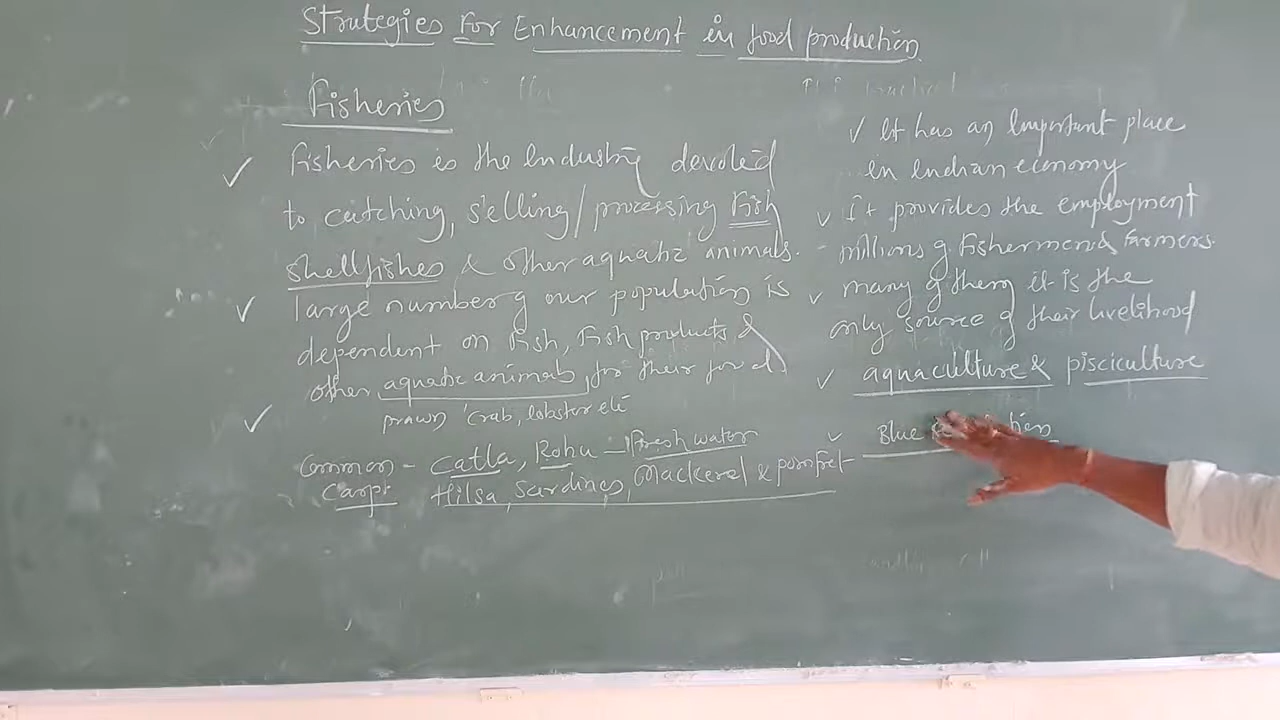 Strategies for Enhancement in food production
Fisheries
Fisheries is the Industry devoted
to catching, selling/processing Fish
shellfishes & other aquatic animals.
large number of our population is
dependent on Fish, Fish products &
other aquatic animals, for their food
prawn crab, lobster etc
Common - Catla, Rohu - Freshwater
Carp: Hilsa, Sardines, Mackerel & pomfret
It has an Important place
in Indian economy
It provides the employment
millions of Fishermen & Farmers.
many of them it is the
only source of their livelihood
aquaculture & pisciculture
Blue